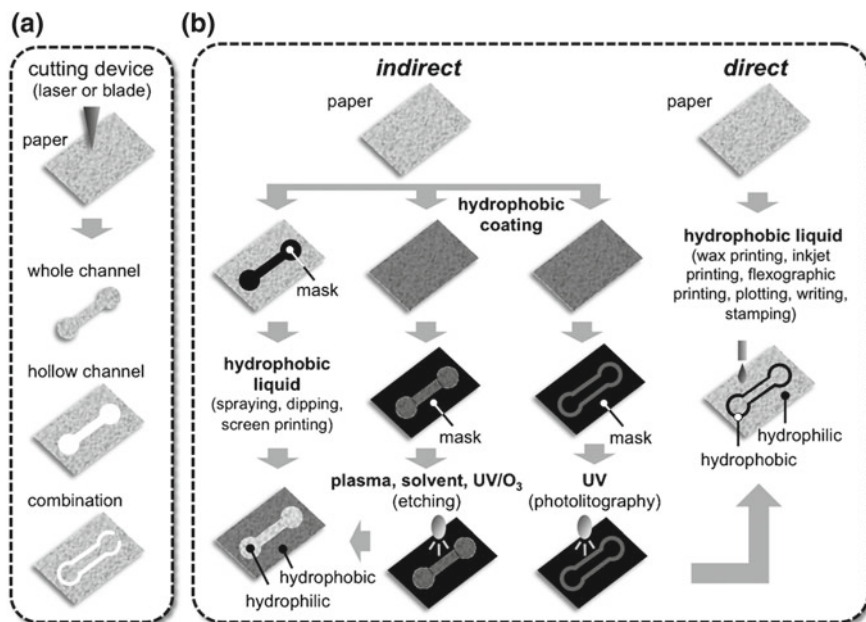 (a)
cutting device
(laser or blade)
paper
whole channel
hollow channel
combination
(b)
indirect
direct
paper
paper
hydrophobic
coating
mask
hydrophobic liquid
(wax printing, inkjet
printing, flexographic
printing, plotting, writing,
stamping)
hydrophobic
liquid
(spraying, dipping,
screen printing)
mask
mask
hydrophilic
hydrophobic
plasma, solvent, UV/O₃
(etching)
UV
(photolitography)
hydrophobic
hydrophilic